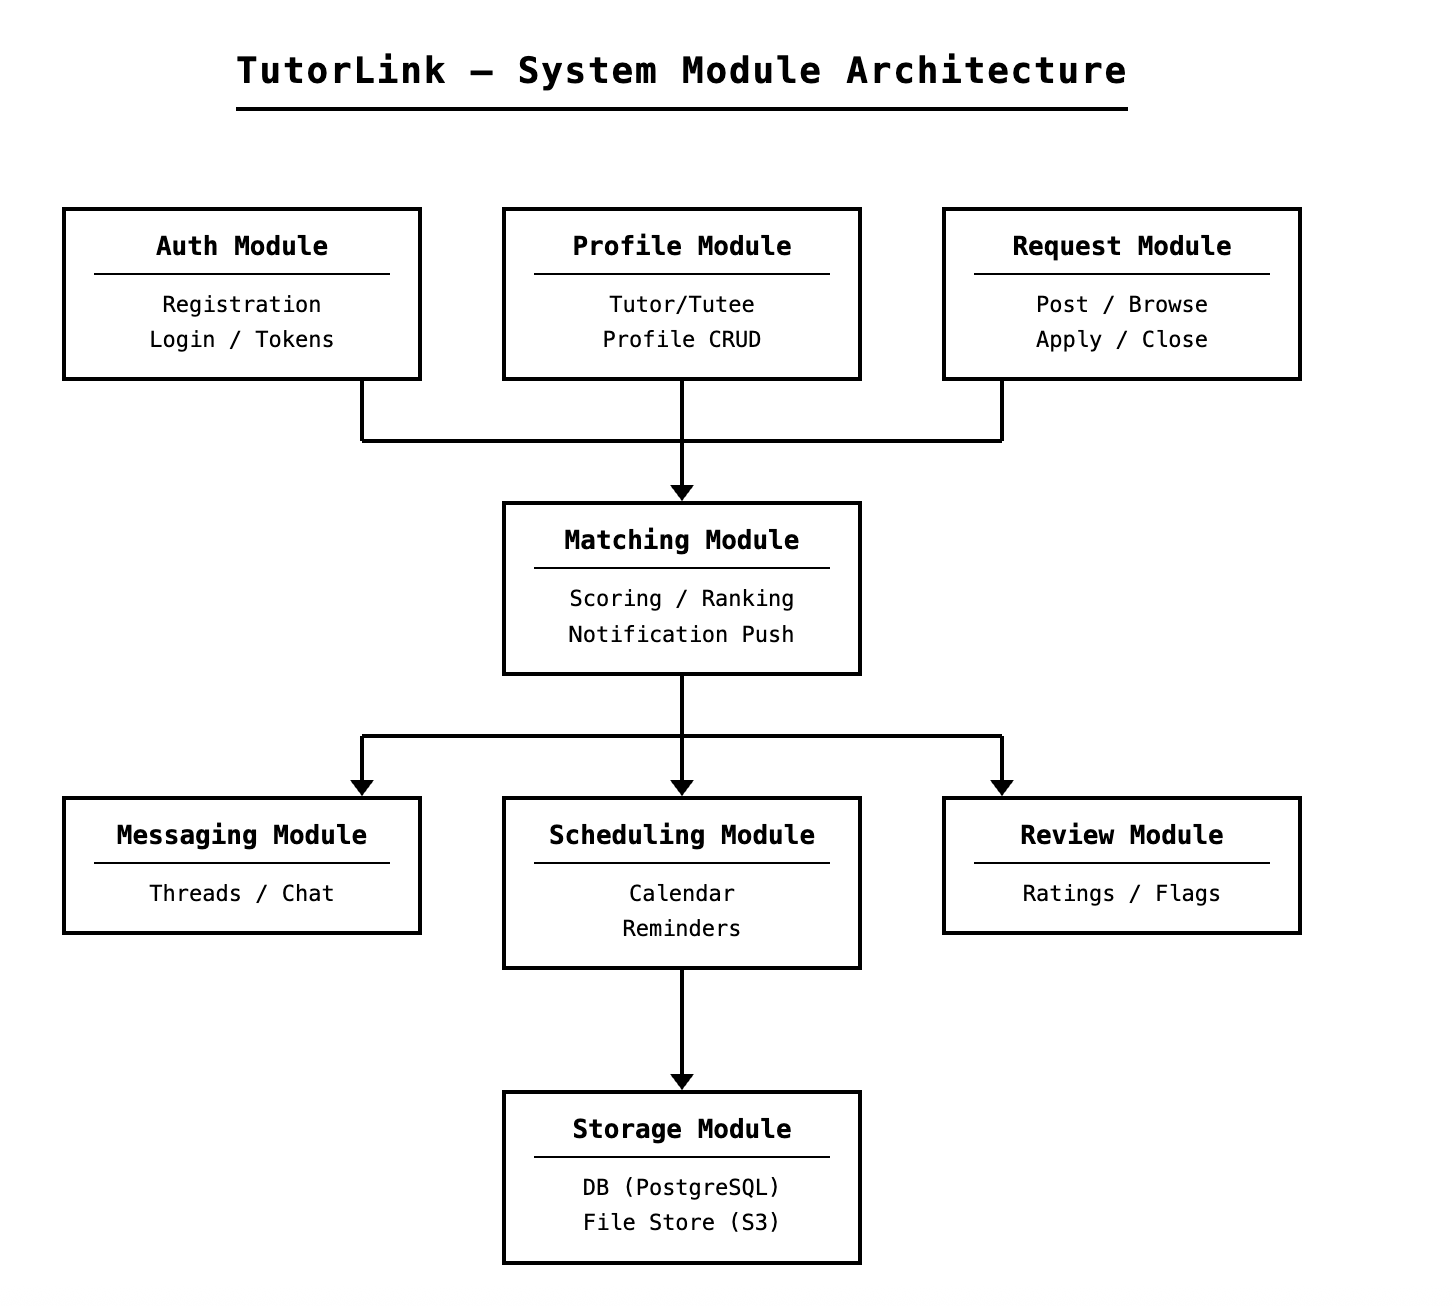 TutorLink — System Module Architecture
Auth Module
Registration
Login / Tokens
Profile Module
Tutor/Tutee
Profile CRUD
Request Module
Post / Browse
Apply / Close
Matching Module
Scoring / Ranking
Notification Push
Messaging Module
Threads / Chat
Scheduling Module
Calendar
Reminders
Review Module
Ratings / Flags
Storage Module
DB (PostgreSQL)
File Store (S3)